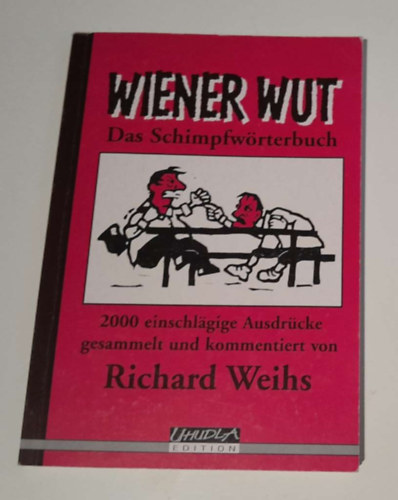 WIENER WUT
Das Schimpfwörterbuch
2000 einschlägige Ausdrücke
gesammelt und kommentiert von
Richard Weihs
UHUDLA
EDITION